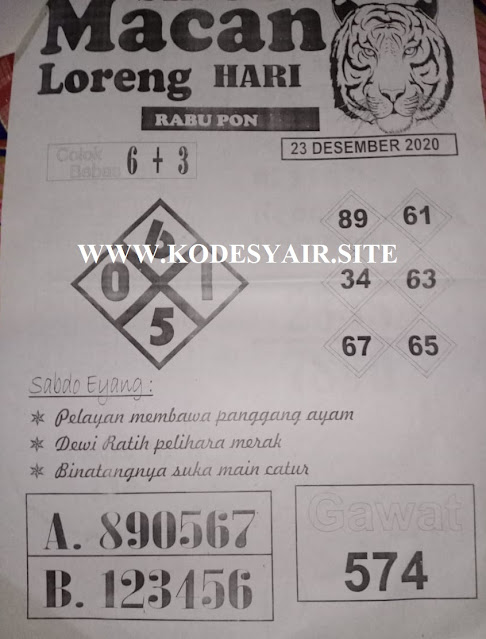 Macan
Loreng HARI
RABU PON
23 DESEMBER 2020
Colok
Bebas
6 + 3
6
0 1
5
WWW.KODESYAIR.SITE
89 61
34 63
67 65
Sabdo Eyang :
Pelayan membawa panggang ayam
Dewi Ratih pelihara merak
Binatangnya suka main catur
A. 890567
B. 123456
Gawat
574